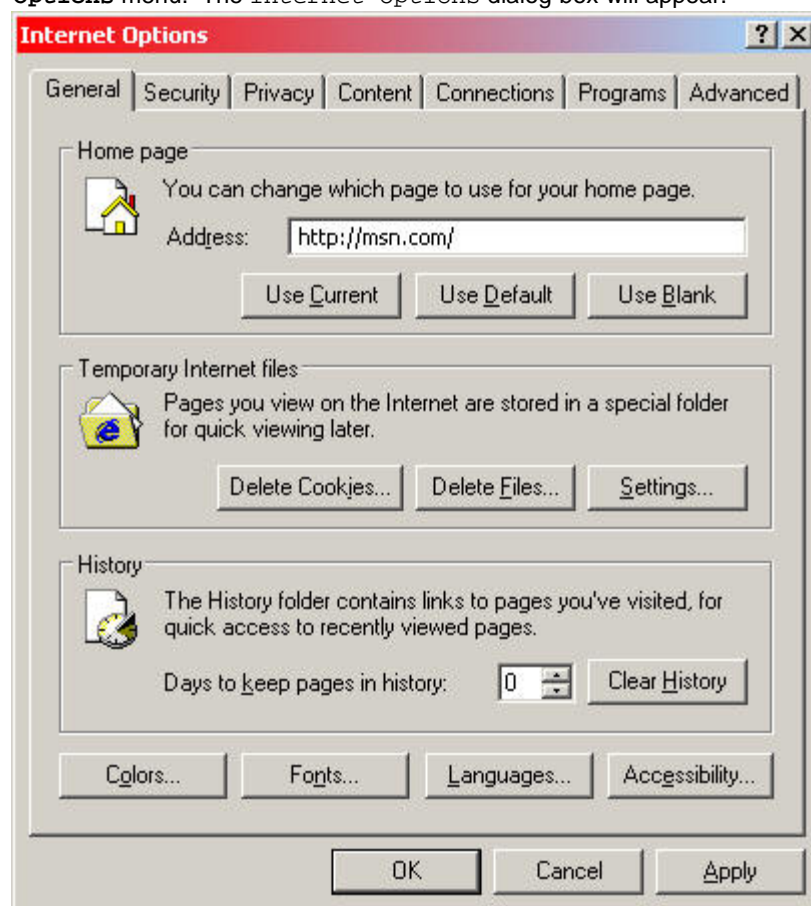 Options menu. The Internet Options dialog box will appear.
Internet Options
General Security Privacy Content Connections Programs Advanced
Home page
You can change which page to use for your home page.
Address: http://msn.com/
Use Current Use Default Use Blank
Temporary Internet files
Pages you view on the Internet are stored in a special folder
for quick viewing later.
Delete Cookies... Delete Files... Settings...
History
The History folder contains links to pages you've visited, for
quick access to recently viewed pages.
Days to keep pages in history: 0 Clear History
Colors... Fonts... Languages... Accessibility...
OK Cancel Apply